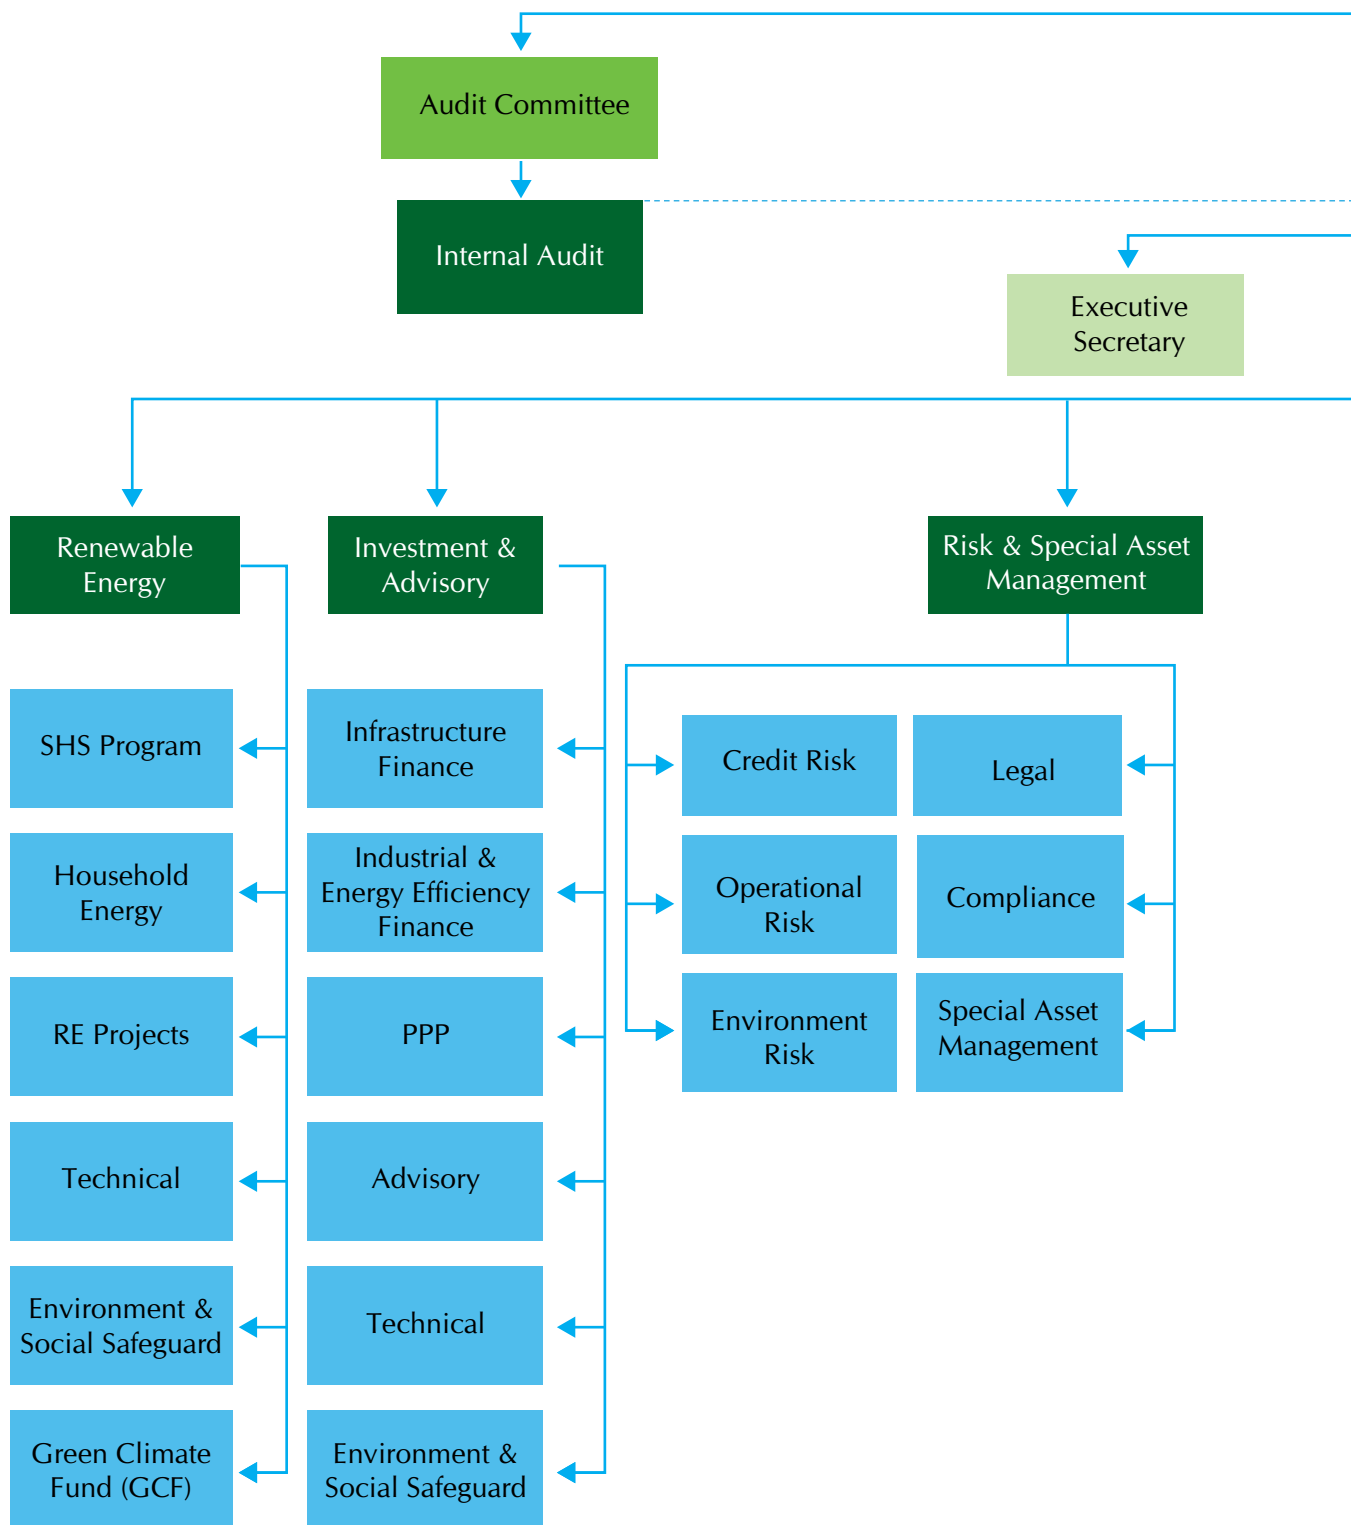 Audit Committee
Internal Audit
Executive
Secretary
Renewable
Energy
Investment &
Advisory
Risk & Special Asset
Management
SHS Program
Household
Energy
RE Projects
Technical
Environment &
Social Safeguard
Green Climate
Fund (GCF)
Infrastructure
Finance
Industrial &
Energy Efficiency
Finance
PPP
Advisory
Technical
Environment &
Social Safeguard
Credit Risk
Operational
Risk
Environment
Risk
Legal
Compliance
Special Asset
Management